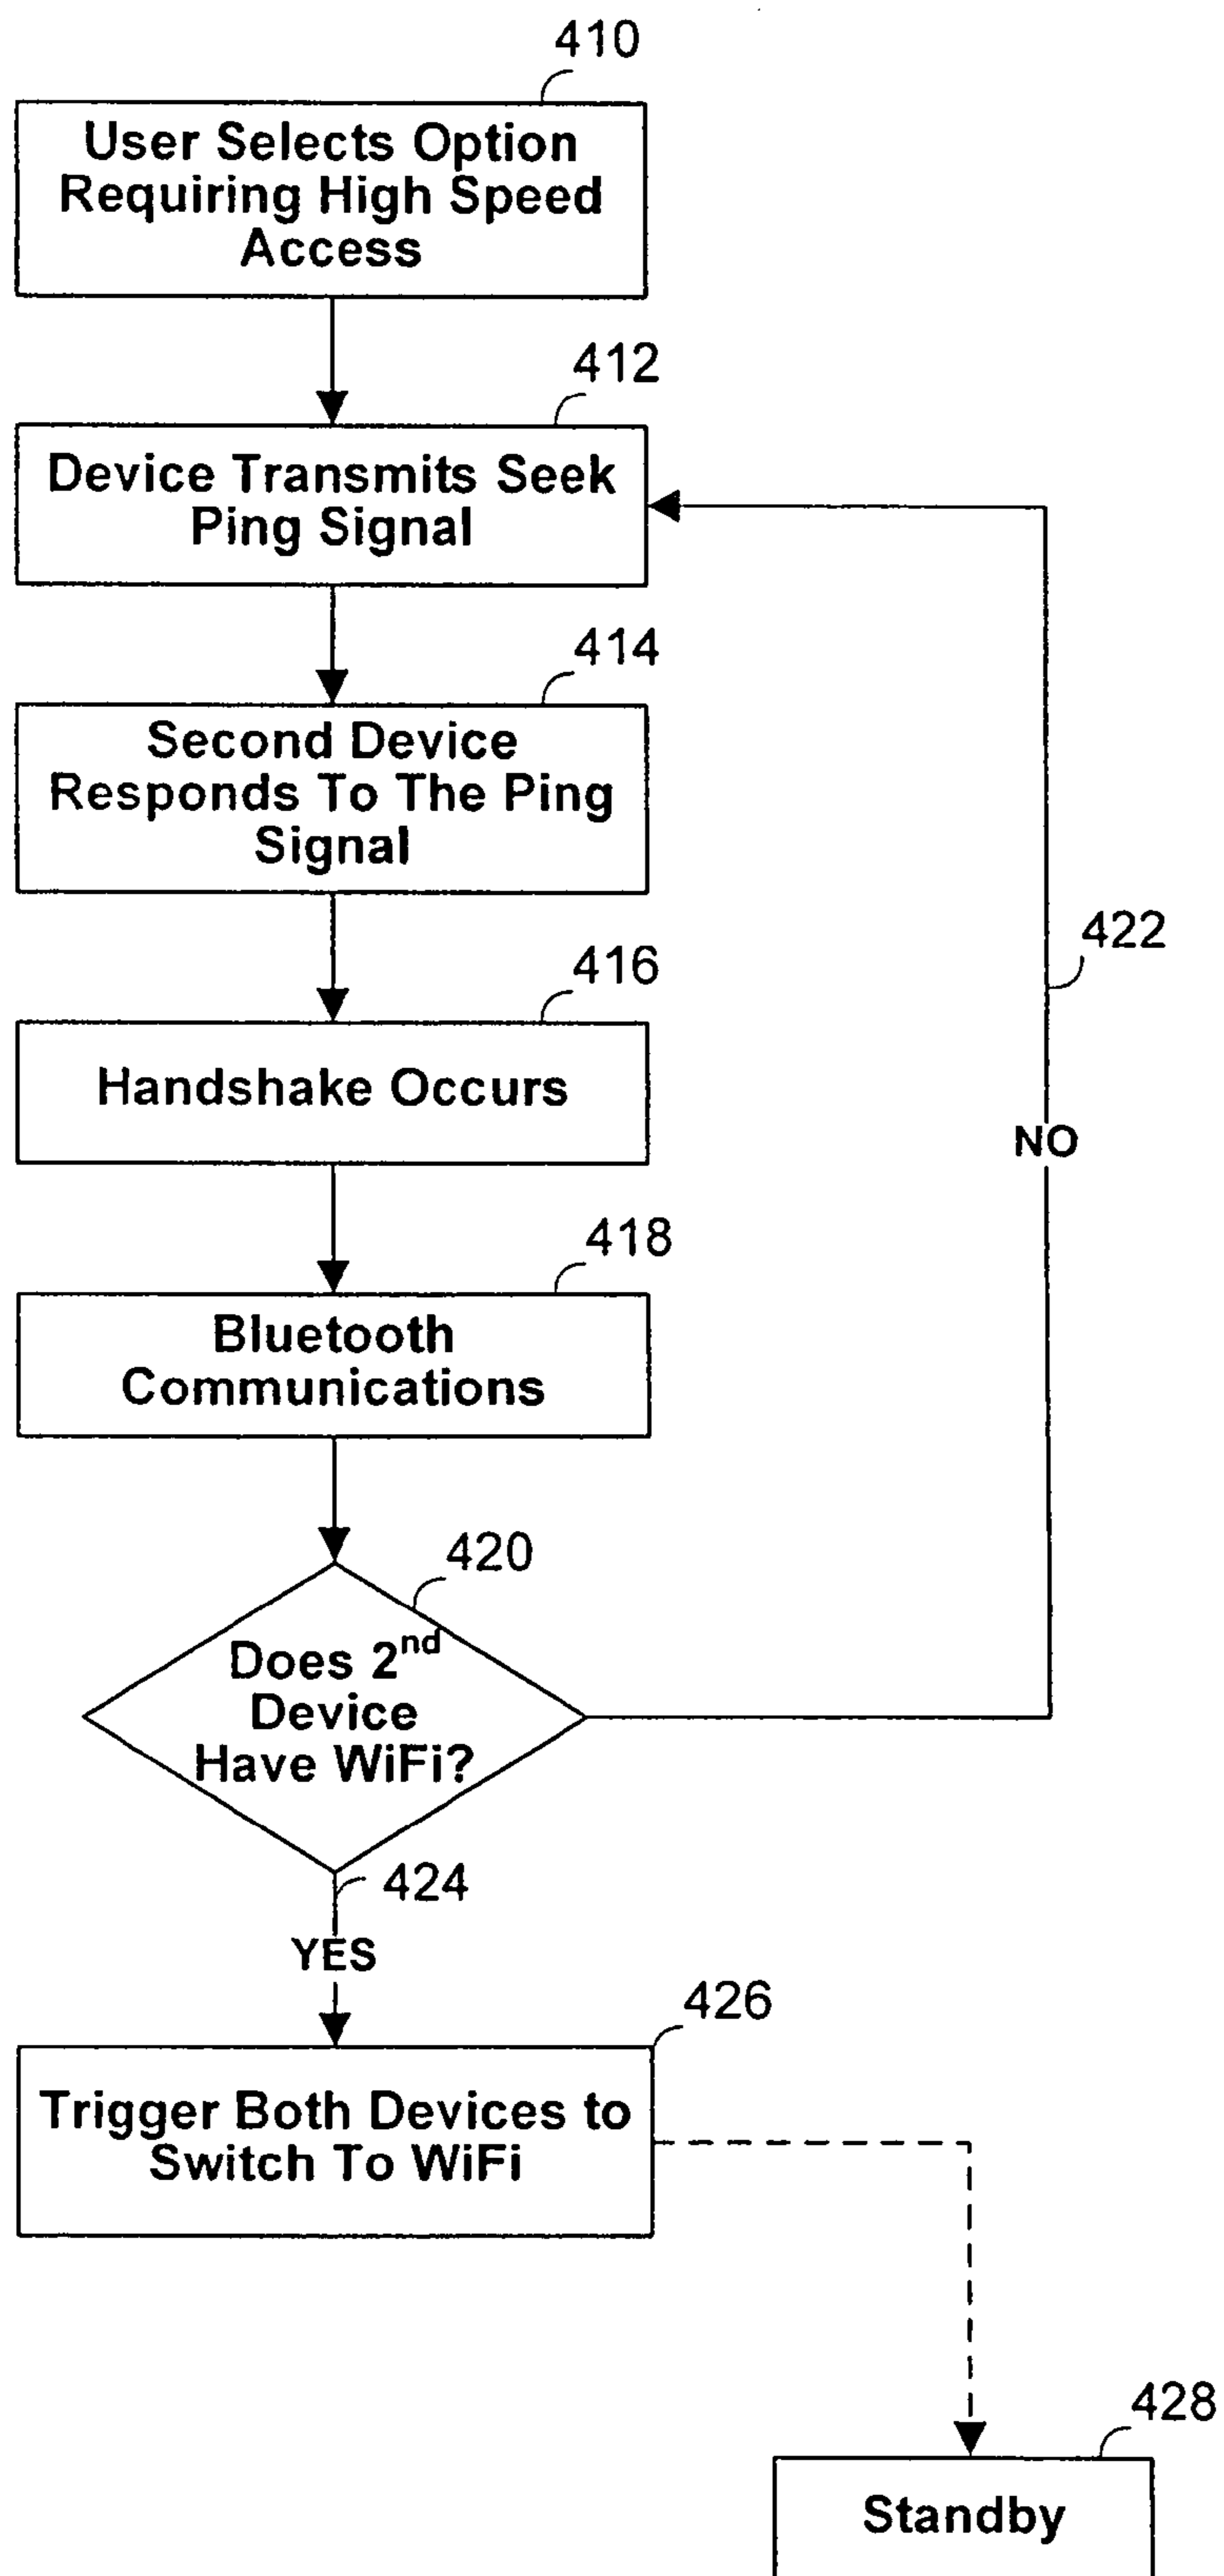 410
User Selects Option
Requiring High Speed
Access
412
Device Transmits Seek
Ping Signal
414
Second Device
Responds To The Ping
Signal
422
416
Handshake Occurs
NO
418
Bluetooth
Communications
420
Does 2nd
Device
Have WiFi?
424
YES
426
Trigger Both Devices to
Switch To WiFi
428
Standby